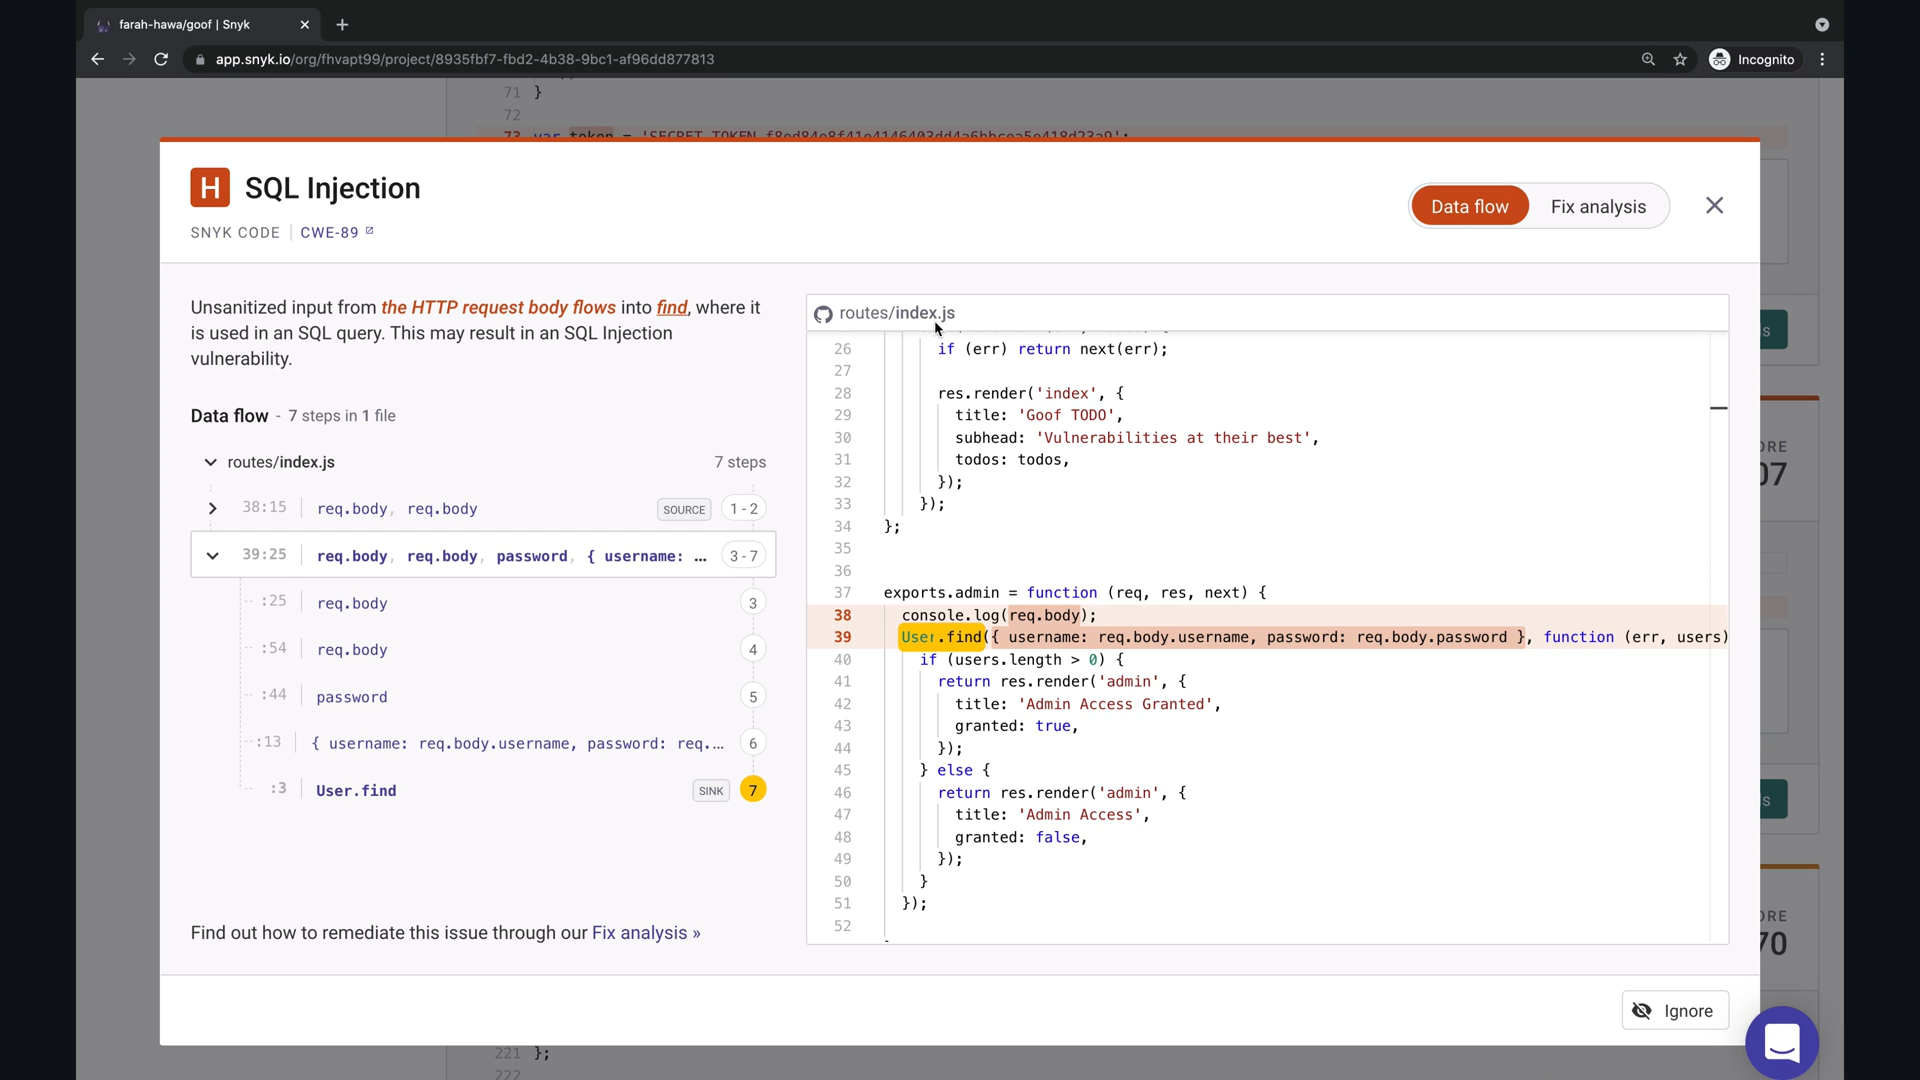 farah-hawa/goof | Snyk
app.snyk.io/org/fhvapt99/project/8935fbf7-fbd2-4b38-9bc1-af96dd877813
Incognito
71 }
72
73 var token = 'SECRET_TOKEN_f8ed84e8f41e4146403dd4a6bbcea5e418d23a9';
H SQL Injection
SNYK CODE | CWE-89
Data flow
Fix analysis
Unsanitized input from the HTTP request body flows into find, where it
is used in an SQL query. This may result in an SQL Injection
vulnerability.
Data flow - 7 steps in 1 file
routes/index.js 7 steps
38:15 req.body, req.body SOURCE 1 - 2
39:25 req.body, req.body, password, { username: ... 3 - 7
:25 req.body 3
:54 req.body 4
:44 password 5
:13 { username: req.body.username, password: req.... 6
:3 User.find SINK 7
Find out how to remediate this issue through our Fix analysis »
routes/index.js
26 if (err) return next(err);
27
28 res.render('index', {
29 title: 'Goof TODO',
30 subhead: 'Vulnerabilities at their best',
31 todos: todos,
32 });
33 });
34 };
35
36
37 exports.admin = function (req, res, next) {
38 console.log(req.body);
39 User.find({ username: req.body.username, password: req.body.password }, function (err, users)
40 if (users.length > 0) {
41 return res.render('admin', {
42 title: 'Admin Access Granted',
43 granted: true,
44 });
45 } else {
46 return res.render('admin', {
47 title: 'Admin Access',
48 granted: false,
49 });
50 }
51 });
52
s
ORE
07
s
ORE
70
Ignore
221 };
222